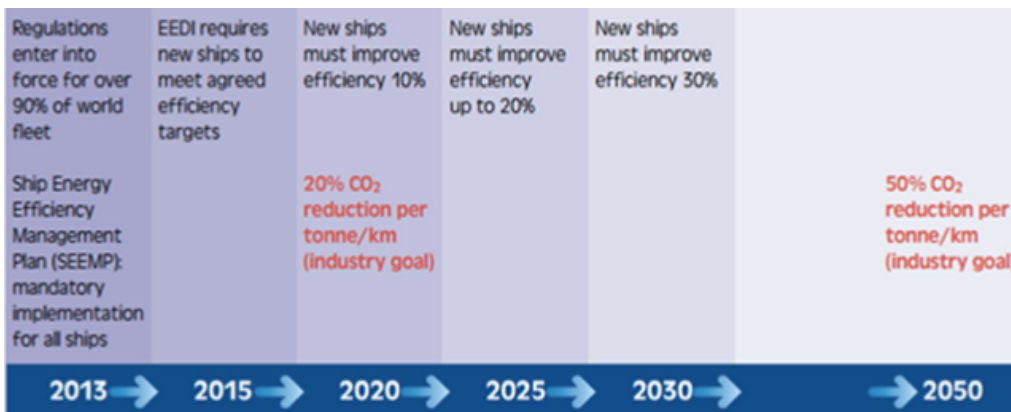 Regulations
enter into
force for over
90% of world
fleet
Ship Energy
Efficiency
Management
Plan (SEEMP):
mandatory
implementation
for all ships
EEDI requires
new ships to
meet agreed
efficiency
targets
New ships
must improve
efficiency 10%
20% CO₂
reduction per
tonne/km
(industry goal)
New ships
must improve
efficiency
up to 20%
New ships
must improve
efficiency 30%
50% CO₂
reduction per
tonne/km
(industry goal)
2013 2015 2020 2025 2030 2050